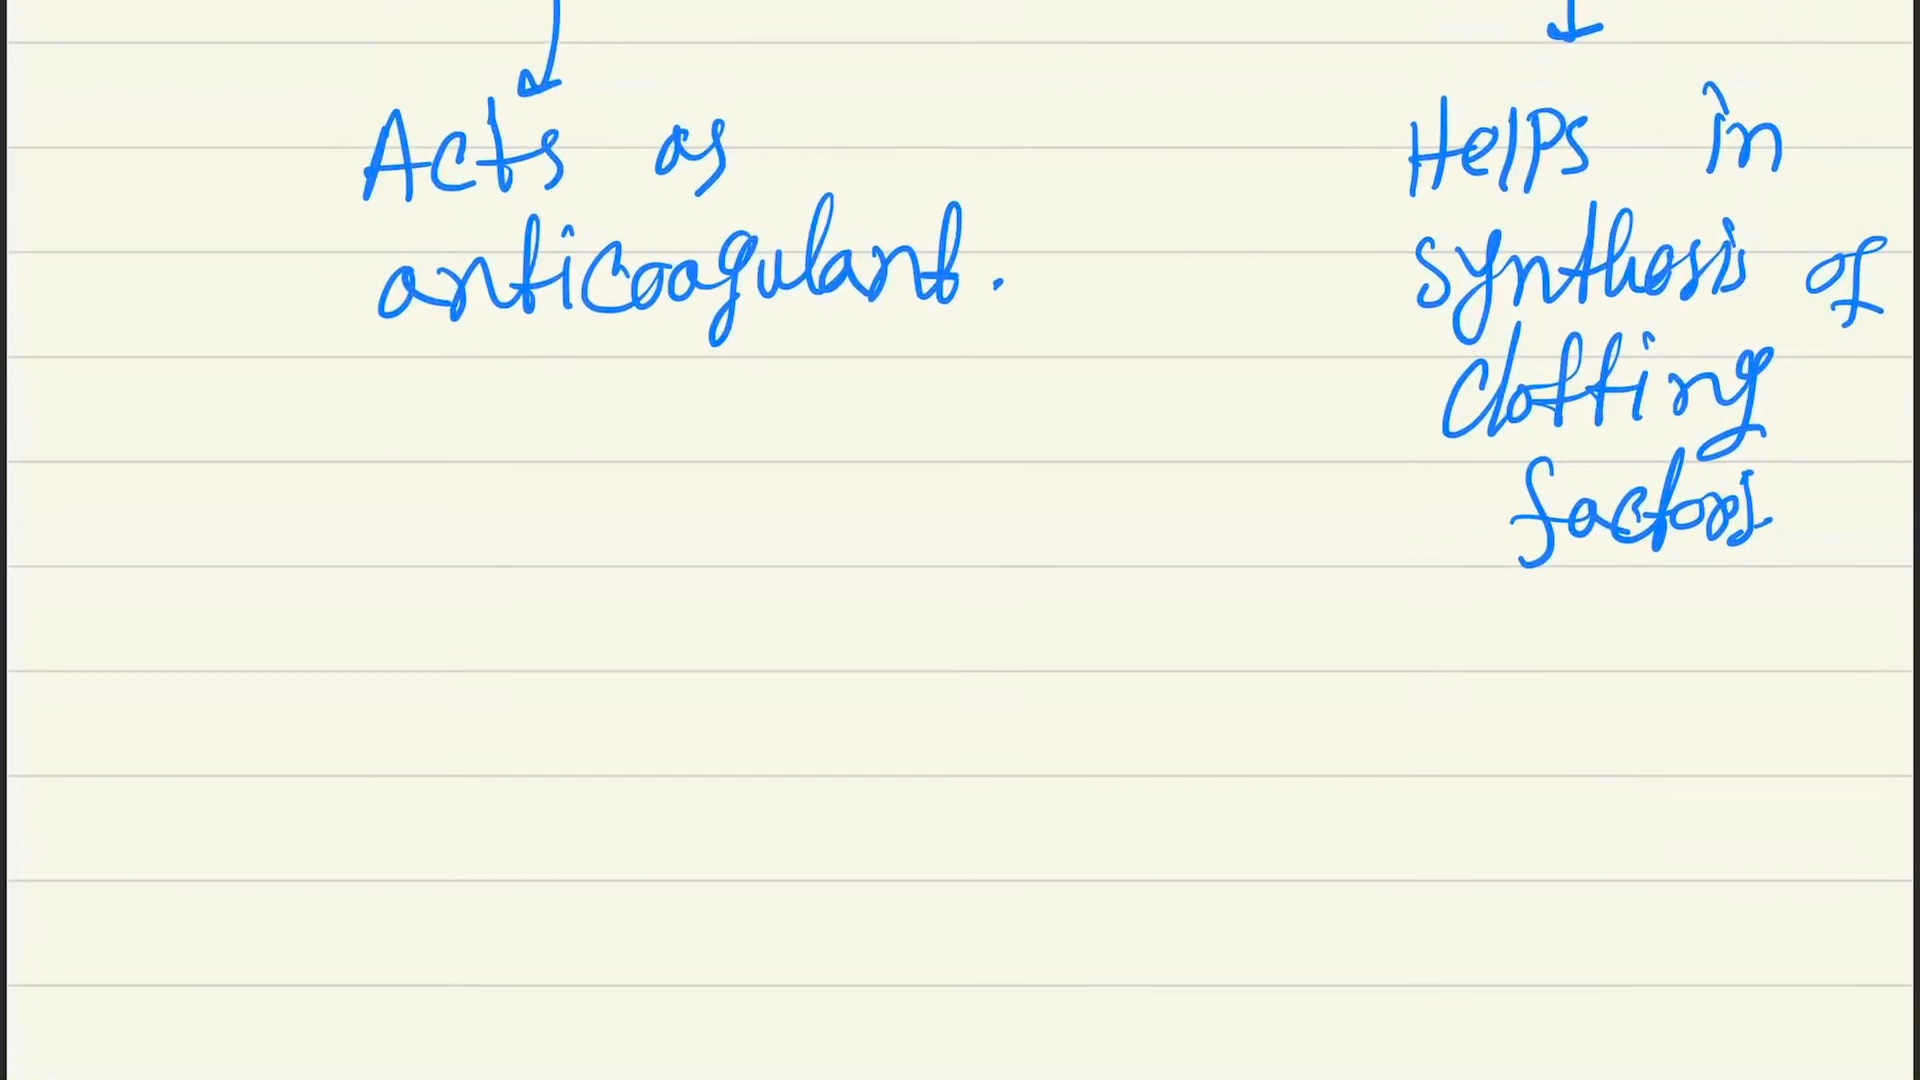 Acts as
anticoagulant.
Helps in
synthesis of
clotting
factors